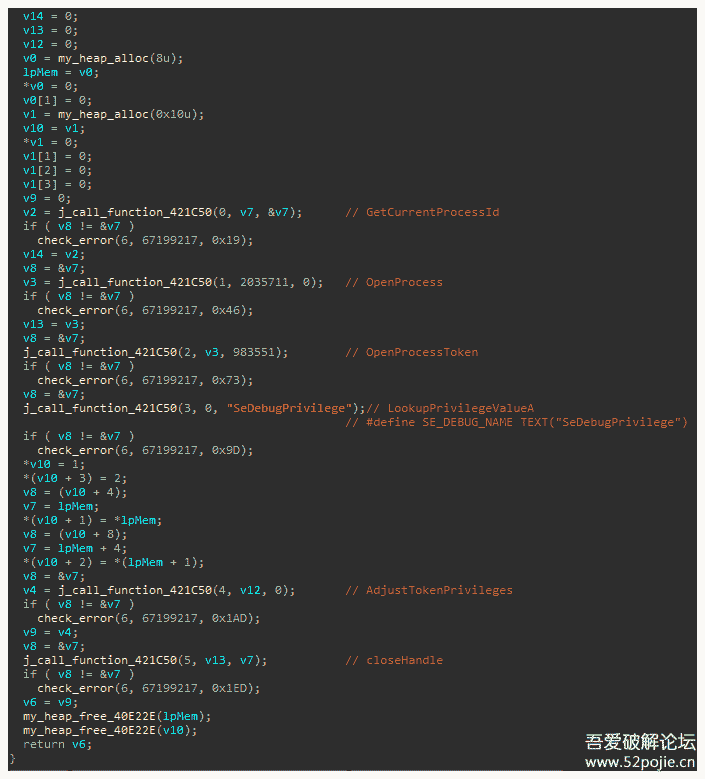 v14 = 0;
v13 = 0;
v12 = 0;
v0 = my_heap_alloc(8u);
lpMem = v0;
*v0 = 0;
v0[1] = 0;
v1 = my_heap_alloc(0x10u);
v10 = v1;
*v1 = 0;
v1[1] = 0;
v1[2] = 0;
v1[3] = 0;
v9 = 0;
v2 = j_call_function_421C50(0, v7, &v7);      // GetCurrentProcessId
if ( v8 != &v7 )
  check_error(6, 67199217, 0x19);
v14 = v2;
v8 = &v7;
v3 = j_call_function_421C50(1, 2035711, 0);   // OpenProcess
if ( v8 != &v7 )
  check_error(6, 67199217, 0x46);
v13 = v3;
v8 = &v7;
j_call_function_421C50(2, v3, 983551);        // OpenProcessToken
if ( v8 != &v7 )
  check_error(6, 67199217, 0x73);
v8 = &v7;
j_call_function_421C50(3, 0, "SeDebugPrivilege");// LookupPrivilegeValueA
                                              // #define SE_DEBUG_NAME TEXT("SeDebugPrivilege")
if ( v8 != &v7 )
  check_error(6, 67199217, 0x9D);
*v10 = 1;
*(v10 + 3) = 2;
v8 = (v10 + 4);
v7 = lpMem;
*(v10 + 1) = *lpMem;
v8 = (v10 + 8);
v7 = lpMem + 4;
*(v10 + 2) = *(lpMem + 1);
v8 = &v7;
v4 = j_call_function_421C50(4, v12, 0);       // AdjustTokenPrivileges
if ( v8 != &v7 )
  check_error(6, 67199217, 0x1AD);
v9 = v4;
v8 = &v7;
j_call_function_421C50(5, v13, v7);           // closeHandle
if ( v8 != &v7 )
  check_error(6, 67199217, 0x1ED);
v6 = v9;
my_heap_free_40E22E(lpMem);
my_heap_free_40E22E(v10);
return v6;
}
吾爱破解论坛
www.52pojie.cn